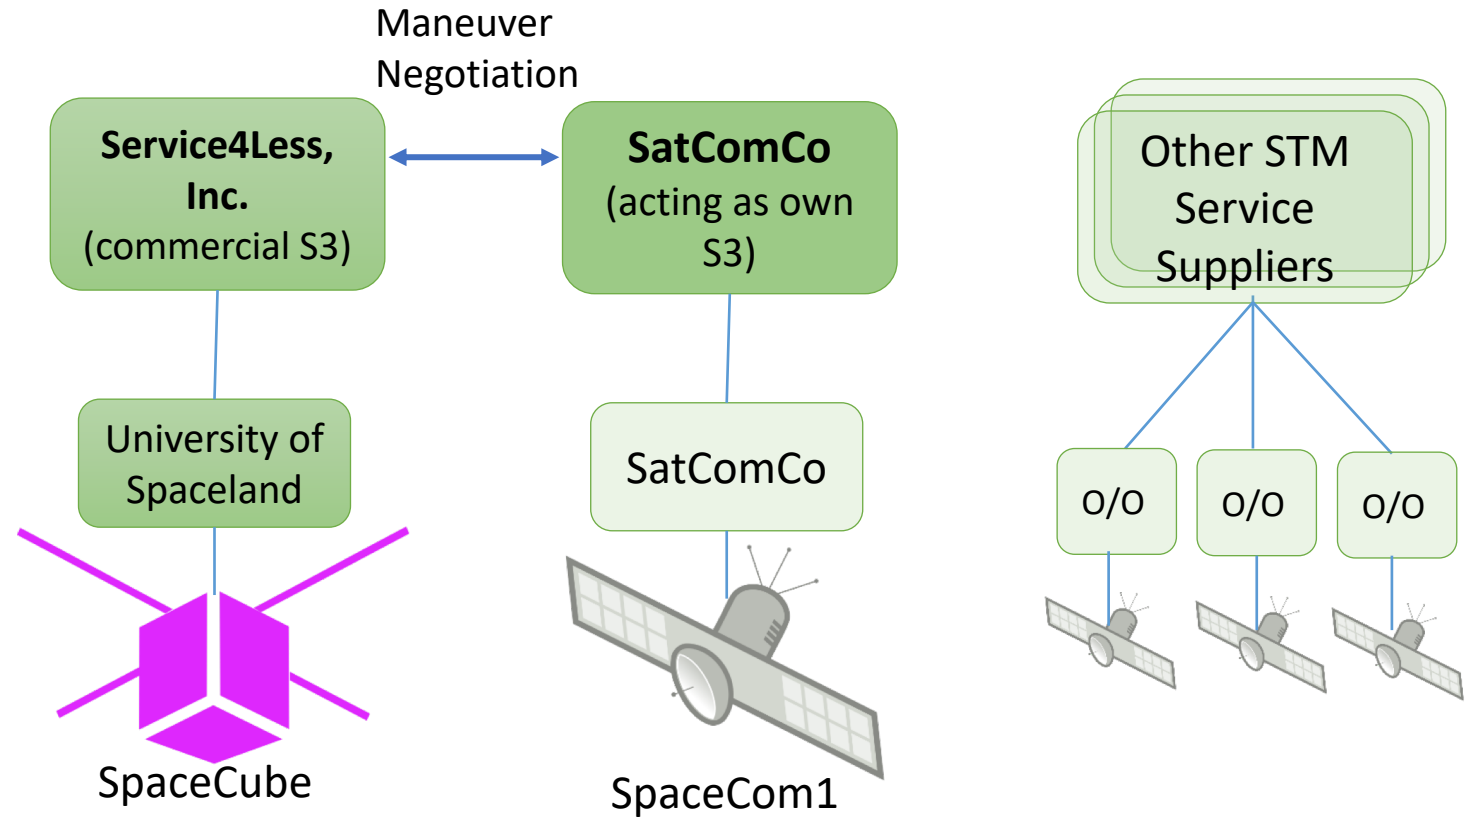 Maneuver
Negotiation
Service4Less,
Inc.
(commercial S3)
SatComCo
(acting as own
S3)
Other STM
Service
Suppliers
University of
Spaceland
SatComCo
O/O
O/O
O/O
SpaceCube
SpaceCom1